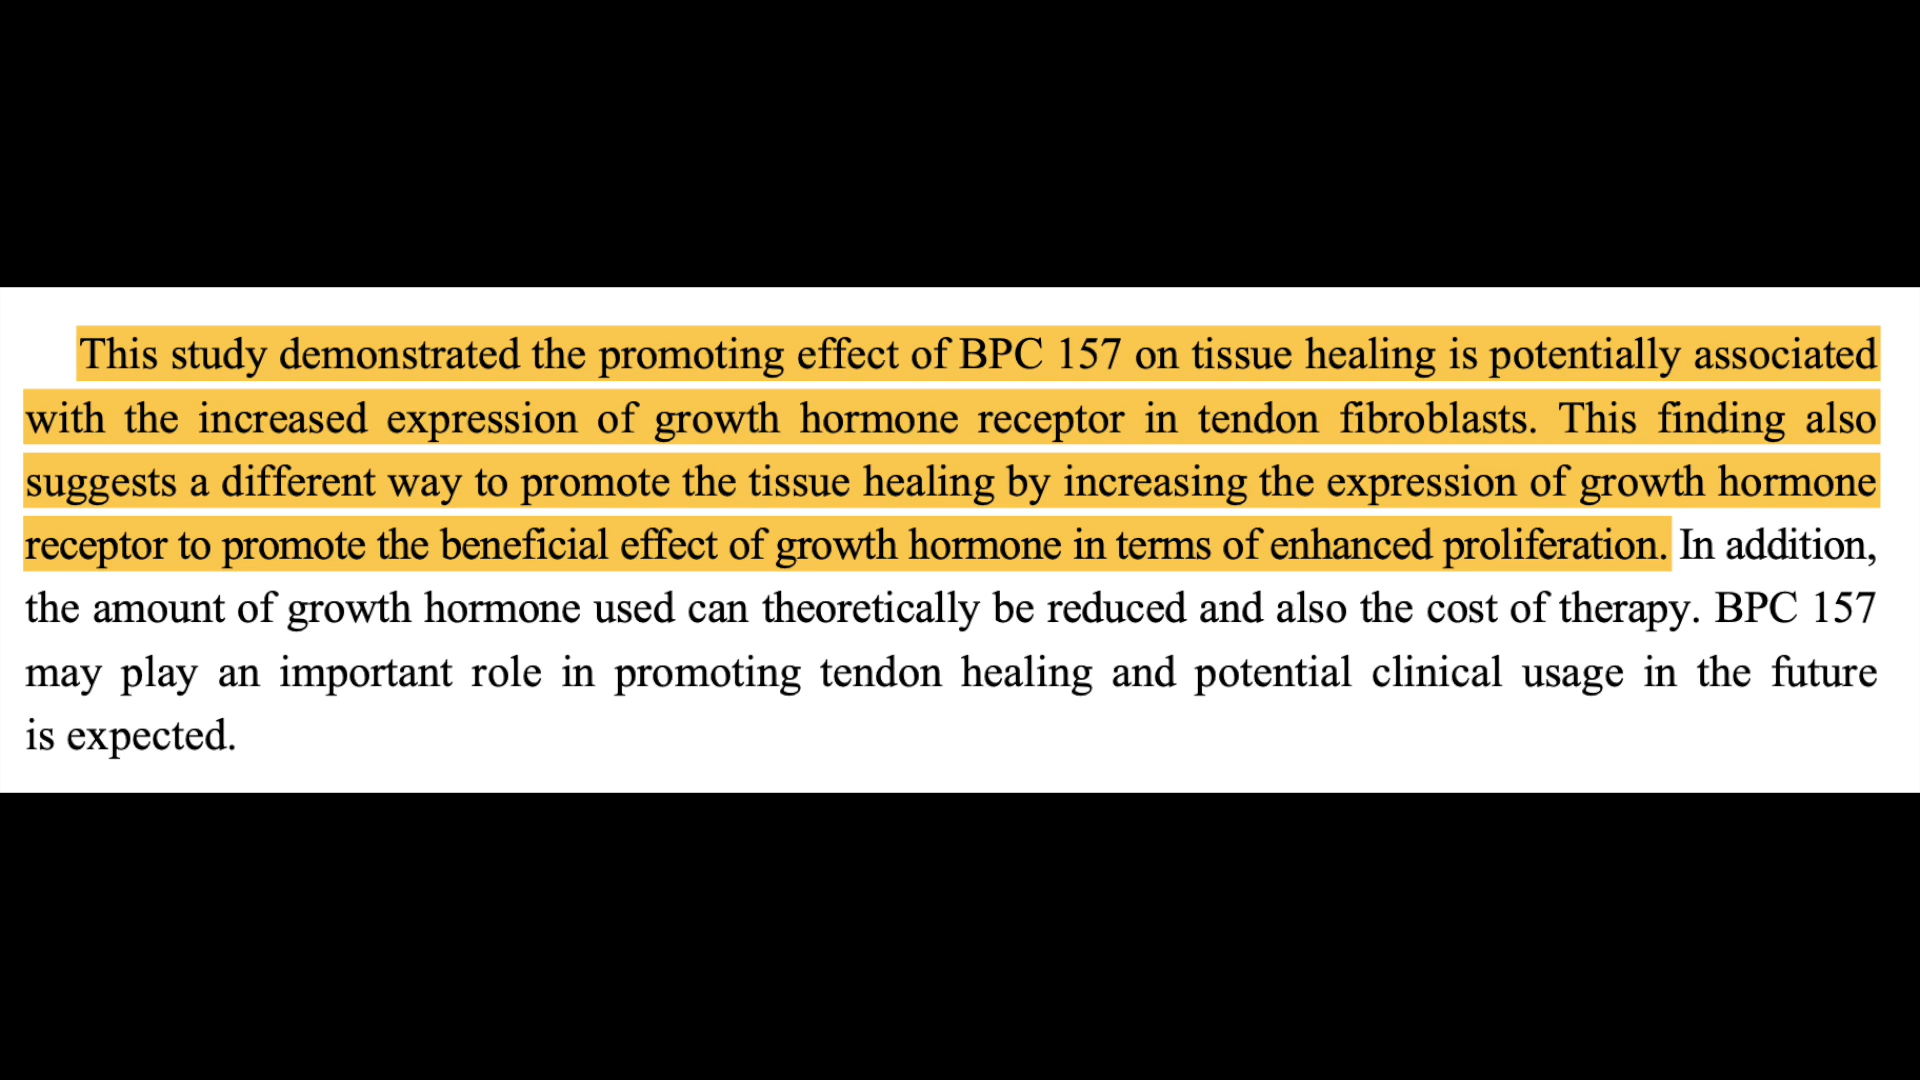 This study demonstrated the promoting effect of BPC 157 on tissue healing is potentially associated
with the increased expression of growth hormone receptor in tendon fibroblasts. This finding also
suggests a different way to promote the tissue healing by increasing the expression of growth hormone
receptor to promote the beneficial effect of growth hormone in terms of enhanced proliferation. In addition,
the amount of growth hormone used can theoretically be reduced and also the cost of therapy. BPC 157
may play an important role in promoting tendon healing and potential clinical usage in the future
is expected.